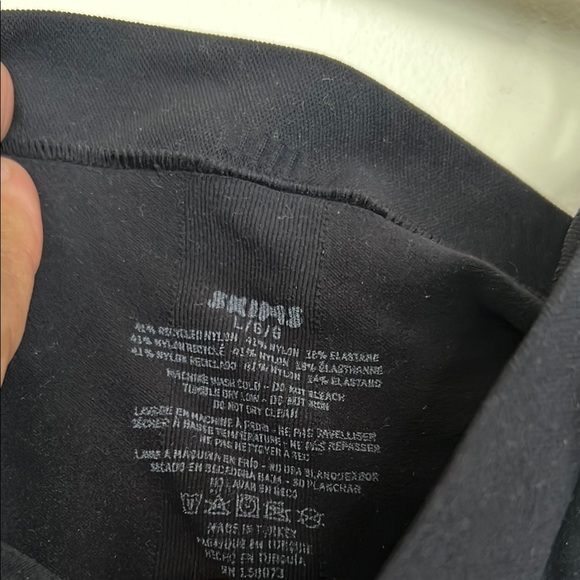 SKIMS
L/G/G
41% RECYCLED NYLON 41% NYLON 18% ELASTANE
41% NYLON RECYCLÉ 41% NYLON 18% ÉLASTHANNE
41% NYLON RECICLADO 41% NYLON ELASTANO
MACHINE WASH COLD - DO NOT BLEACH
TUMBLE DRY LOW - DO NOT IRON
DO NOT DRY CLEAN
LAVABLE EN MACHINE À FROID - NE PAS JAVELLISER
SÉCHER À BASSE TEMPÉRATURE - NE PAS REPASSER
NE PAS NETTOYER À SEC
LAVAR A MÁQUINA EN FRÍO - NO USA BLANQUEADOR
SECADO EN SECADORA BAJA - NO PLANCHAR
NO LAVAR EN SECO
MADE IN TURKEY
FABRIQUÉ EN TURQUIE
HECHO EN TURQUÍA
RN 158073